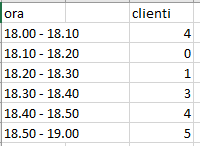 ora clienti
18.00 - 18.10 4
18.10 - 18.20 0
18.20 - 18.30 1
18.30 - 18.40 3
18.40 - 18.50 4
18.50 - 19.00 5